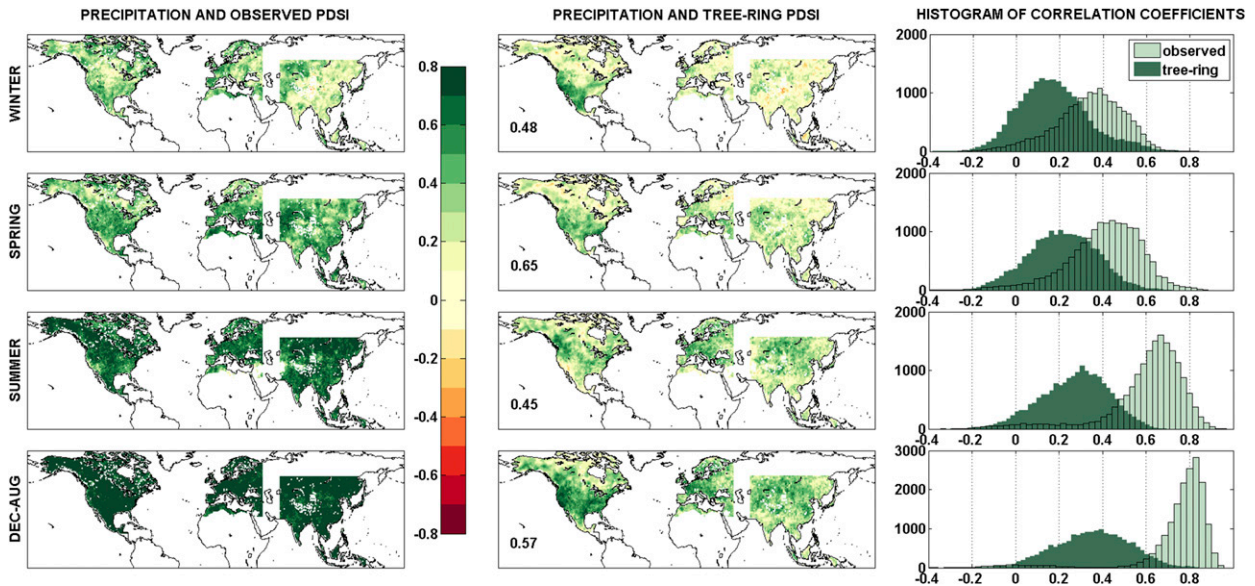 PRECIPITATION AND OBSERVED PDSI
PRECIPITATION AND TREE-RING PDSI
HISTOGRAM OF CORRELATION COEFFICIENTS
WINTER
0.48
2000
1000
0
observed
tree-ring
-0.4 -0.2 0 0.2 0.4 0.6 0.8
SPRING
0.65
2000
1000
0
-0.4 -0.2 0 0.2 0.4 0.6 0.8
SUMMER
0.45
2000
1000
0
-0.4 -0.2 0 0.2 0.4 0.6 0.8
DEC-AUG
0.57
3000
2000
1000
0
-0.4 -0.2 0 0.2 0.4 0.6 0.8
0.8
0.6
0.4
0.2
0
-0.2
-0.4
-0.6
-0.8